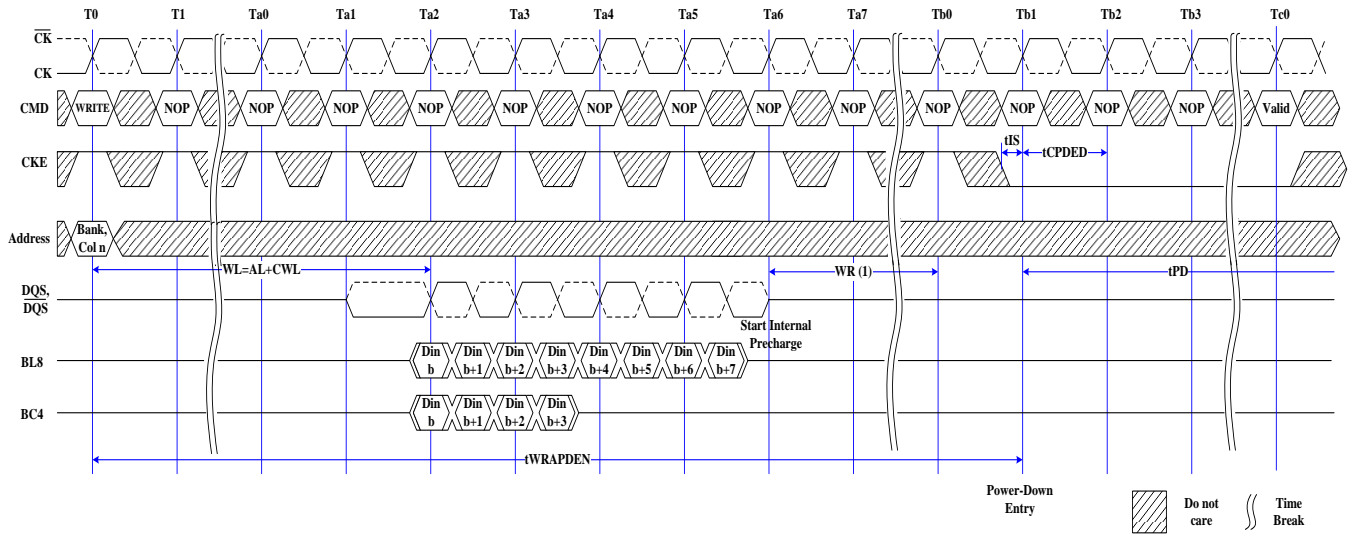 T0 T1 Ta0 Ta1 Ta2 Ta3 Ta4 Ta5 Ta6 Ta7 Tb0 Tb1 Tb2 Tb3 Tc0
CK
CK
CMD WRITE NOP NOP NOP NOP NOP NOP NOP NOP NOP NOP NOP NOP NOP Valid
tIS
CKE tCPDED
Address Bank,
Col n
WL=AL+CWL WR (1) tPD
DQS,
DQS
Start Internal
Precharge
BL8 Din Din Din Din Din Din Din Din
b b+1 b+2 b+3 b+4 b+5 b+6 b+7
BC4 Din Din Din Din
b b+1 b+2 b+3
tWRAPDEN
Power-Down
Entry
Do not
care
Time
Break